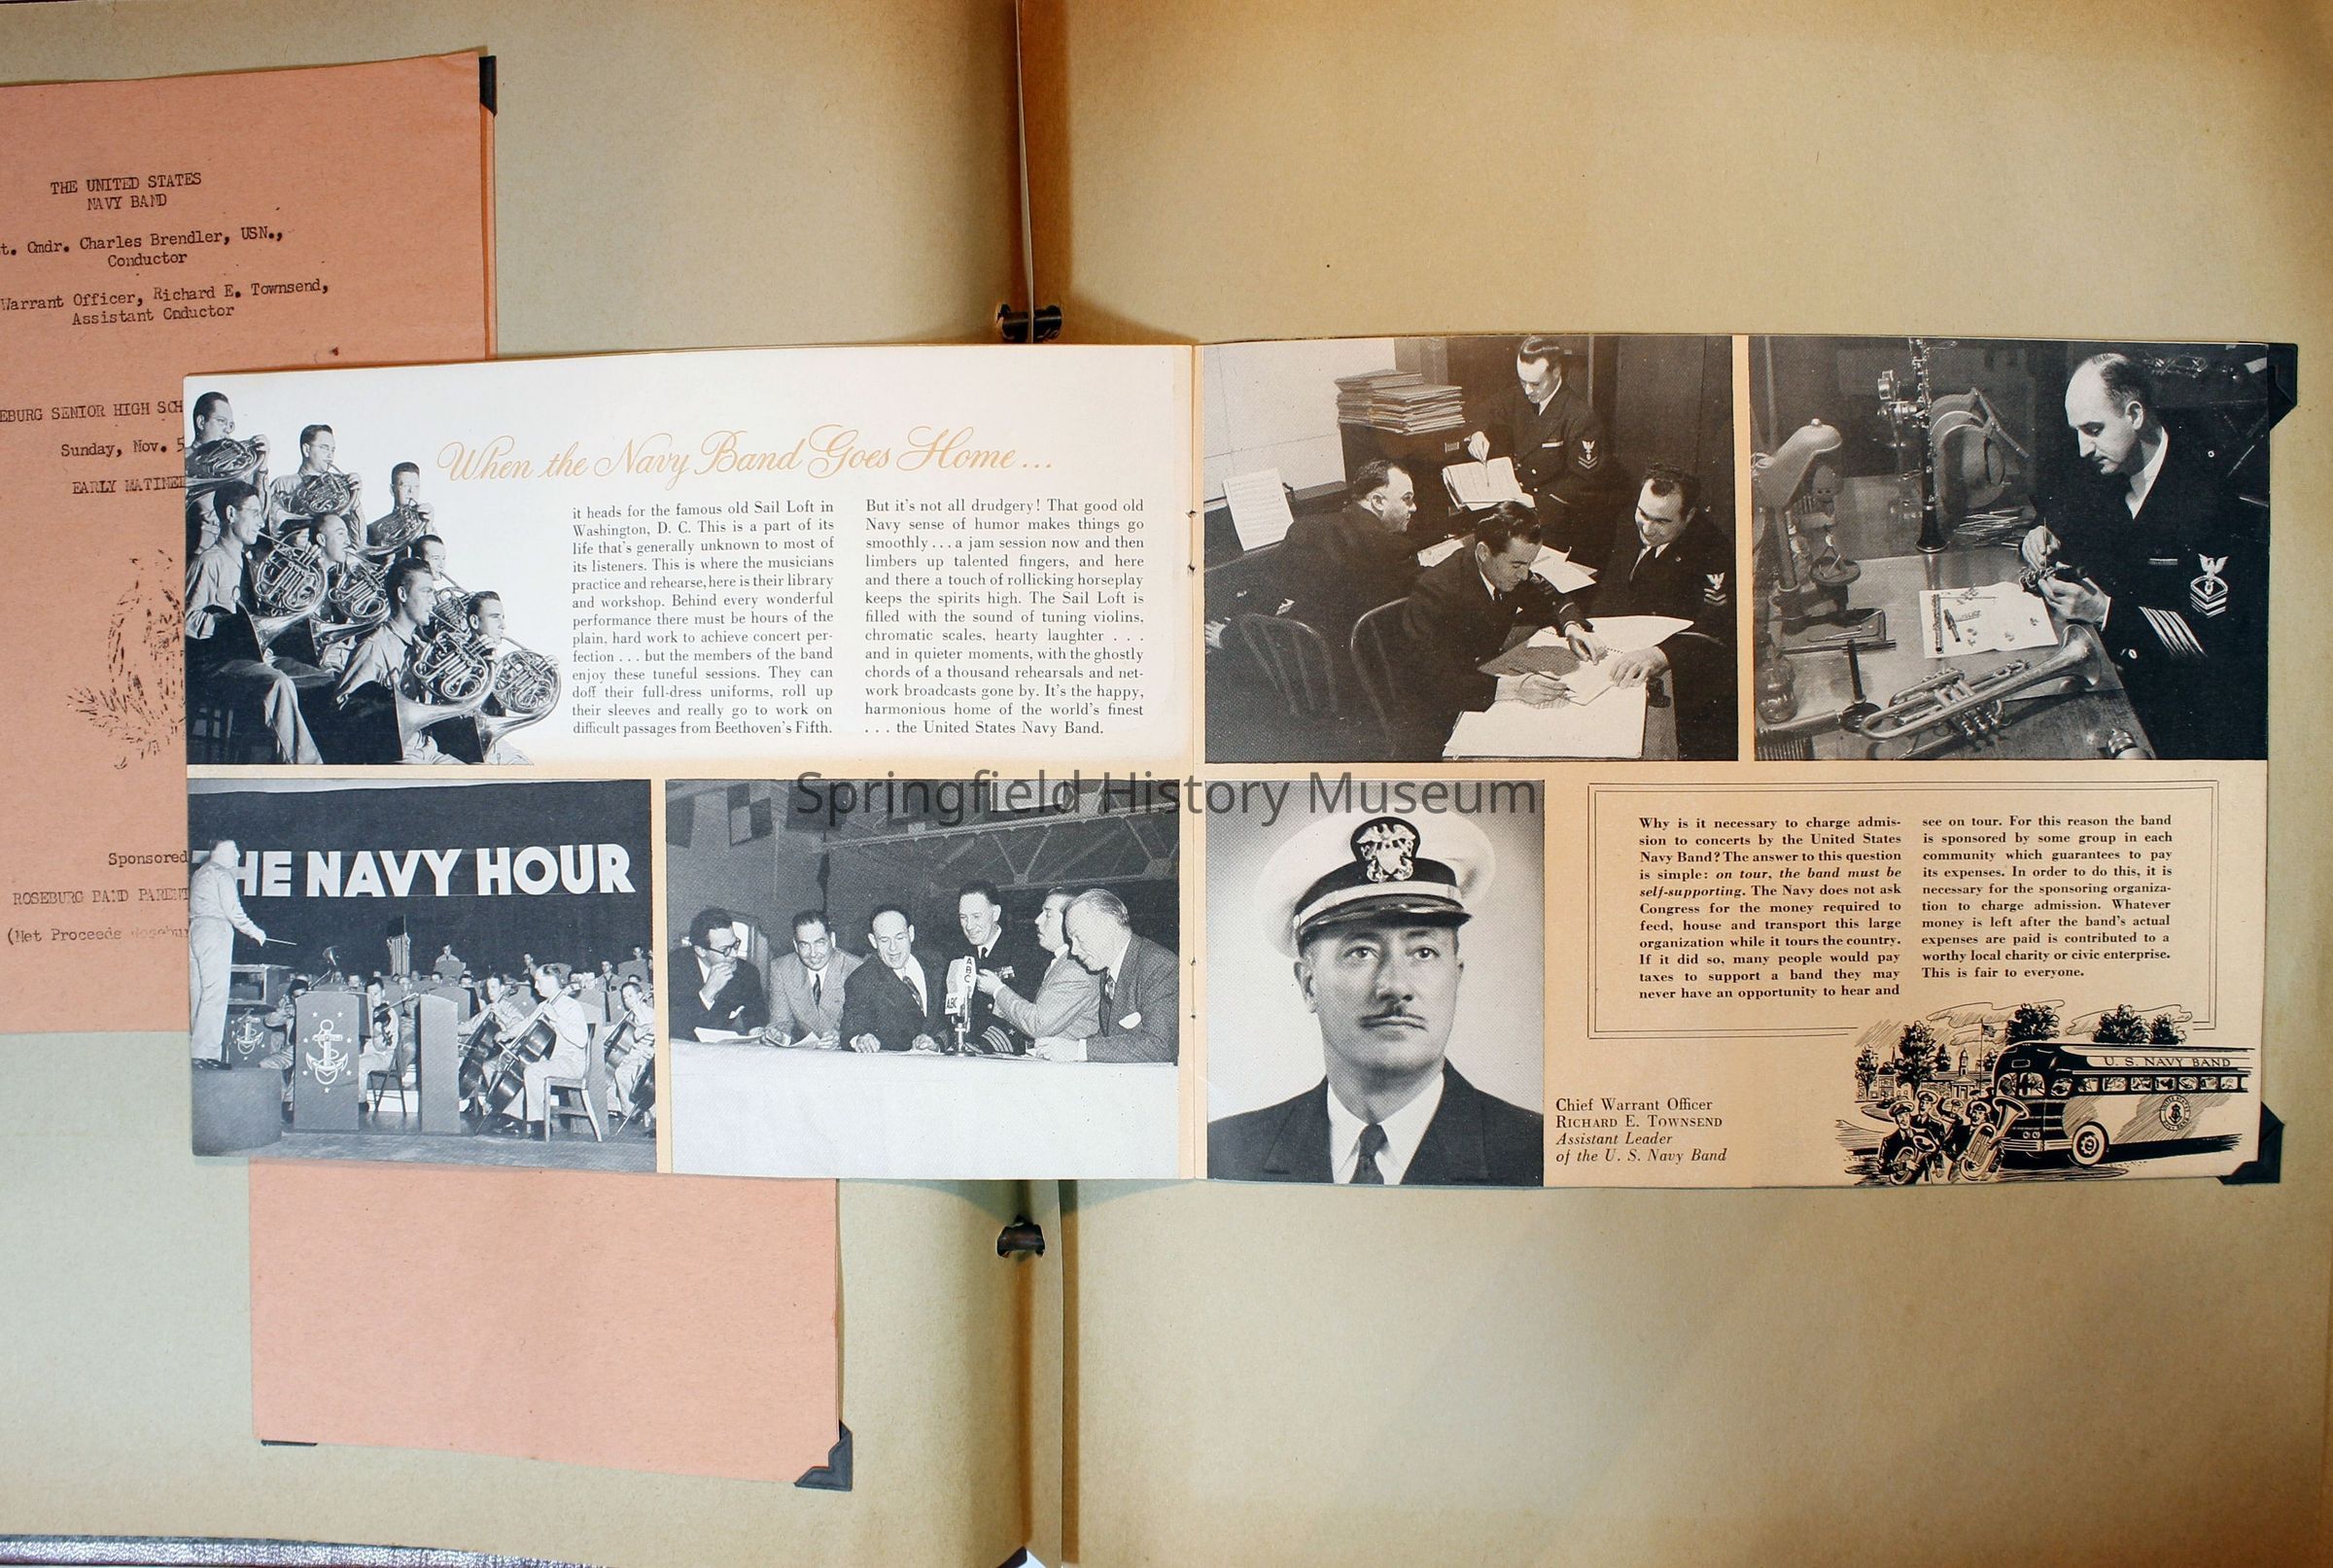 THE UNITED STATES
NAVY BAND
t. Cmdr. Charles Brendler, USN.,
Conductor
Warrant Officer, Richard E. Townsend,
Assistant Cnductor
EBURG SENIOR HIGH SCH
Sunday, Nov. 5
EARLY MATINEE
Sponsored
ROSEBURG BAND PARENT
(Net Proceeds
When the Navy Band Goes Home...
it heads for the famous old Sail Loft in
Washington, D. C. This is a part of its
life that's generally unknown to most of
its listeners. This is where the musicians
practice and rehearse, here is their library
and workshop. Behind every wonderful
performance there must be hours of the
plain, hard work to achieve concert per-
fection . . . but the members of the band
enjoy these tuneful sessions. They can
doff their full-dress uniforms, roll up
their sleeves and really go to work on
difficult passages from Beethoven's Fifth.
But it's not all drudgery! That good old
Navy sense of humor makes things go
smoothly . . . a jam session now and then
limbers up talented fingers, and here
and there a touch of rollicking horseplay
keeps the spirits high. The Sail Loft is
filled with the sound of tuning violins,
chromatic scales, hearty laughter . . .
and in quieter moments, with the ghostly
chords of a thousand rehearsals and net-
work broadcasts gone by. It's the happy,
harmonious home of the world's finest
. . . the United States Navy Band.
Springfield History Museum
HE NAVY HOUR
ABC
ABC
Why is it necessary to charge admis-
sion to concerts by the United States
Navy Band? The answer to this question
is simple: on tour, the band must be
self-supporting. The Navy does not ask
Congress for the money required to
feed, house and transport this large
organization while it tours the country.
If it did so, many people would pay
taxes to support a band they may
never have an opportunity to hear and
see on tour. For this reason the band
is sponsored by some group in each
community which guarantees to pay
its expenses. In order to do this, it is
necessary for the sponsoring organiza-
tion to charge admission. Whatever
money is left after the band's actual
expenses are paid is contributed to a
worthy local charity or civic enterprise.
This is fair to everyone.
Chief Warrant Officer
RICHARD E. TOWNSEND
Assistant Leader
of the U. S. Navy Band
U. S. NAVY BAND